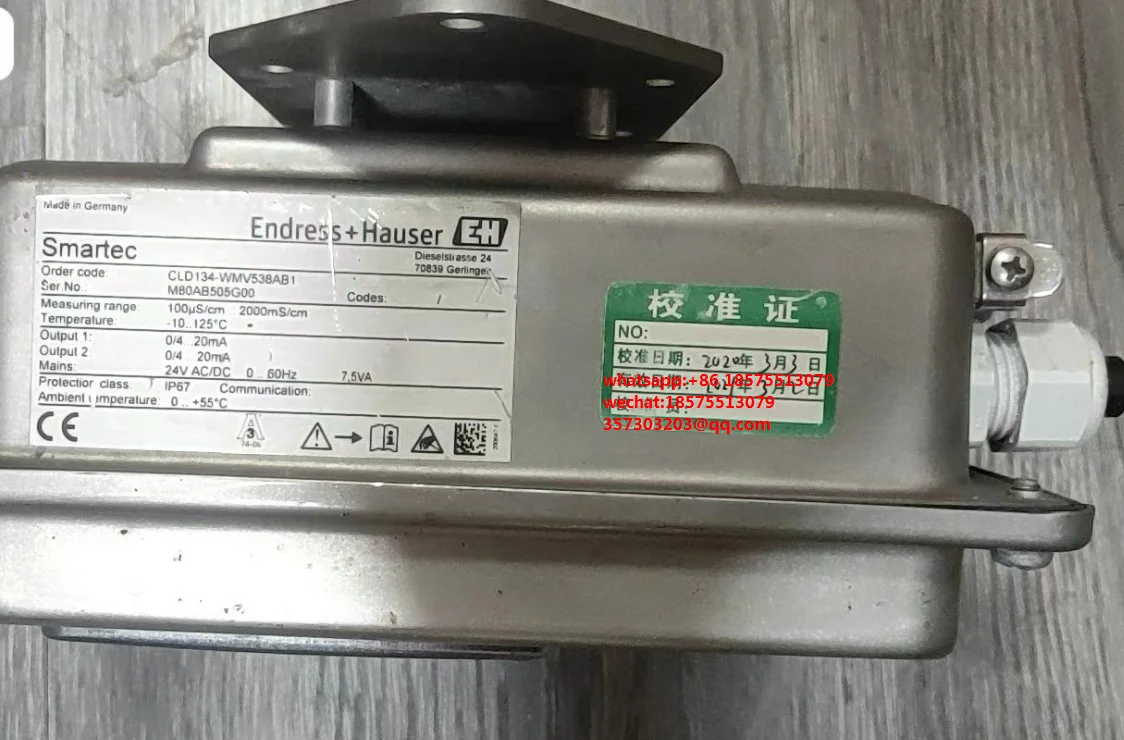 Made in Germany
Endress+Hauser EH
Smartec
Dieselstrasse 24
70839 Gerlingen
Order code: CLD134-WMV538AB1
Ser.No.: M80AB505G00 Codes: /
Measuring range: 100µS/cm .. 2000mS/cm
Temperature: -10..125°C
Output 1: 0/4..20mA
Output 2: 0/4..20mA
Mains: 24V AC/DC 0..60Hz 7,5VA
Protection class: IP67 Communication:
Ambient temperature: 0..+55°C
CE
3
74-06
校准证
NO:
校准日期: 2020年3月3日
whatsapp:+86 18575513079
wechat:18575513079
357303203@qq.com